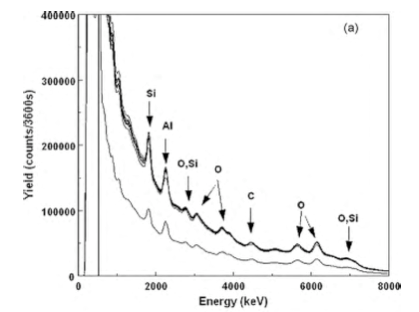 400000
(a)
Si
300000
Al
Yield (counts/3600s)
O,Si
200000
O
C
O
O,Si
100000
0
0 2000 4000 6000 8000
Energy (keV)